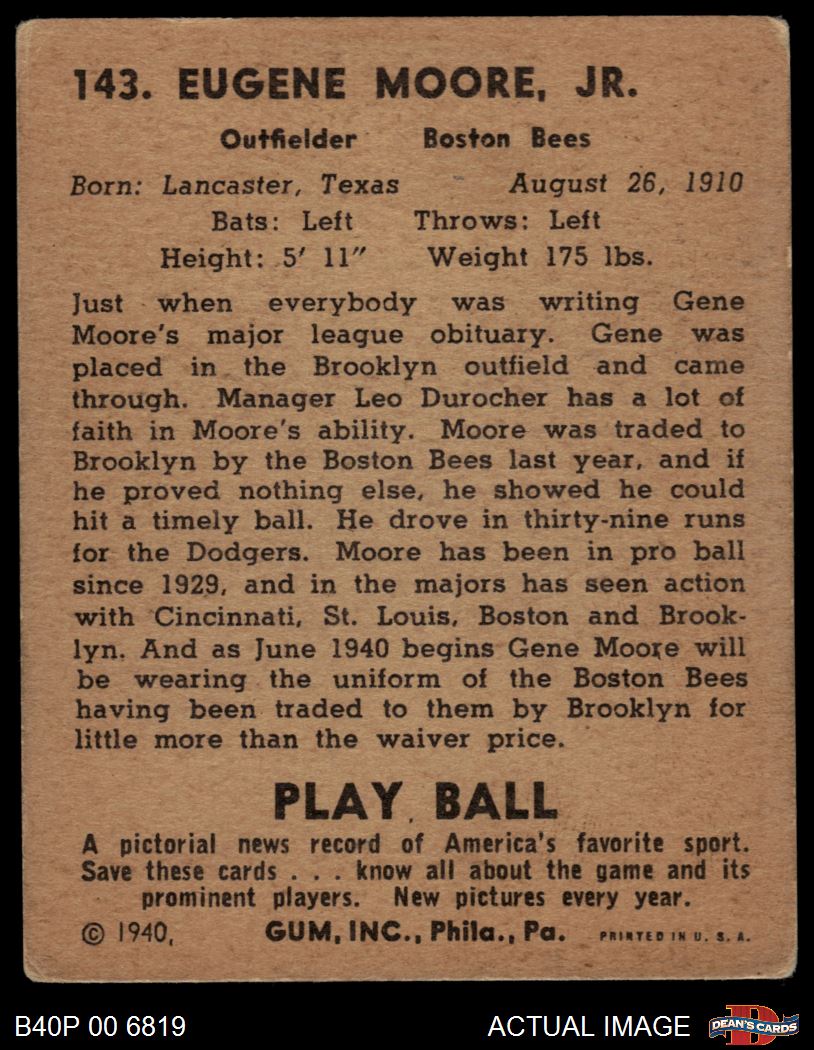 143. EUGENE MOORE, JR.
Outfielder Boston Bees
Born: Lancaster, Texas August 26, 1910
Bats: Left Throws: Left
Height: 5' 11" Weight 175 lbs.
Just when everybody was writing Gene
Moore's major league obituary. Gene was
placed in the Brooklyn outfield and came
through. Manager Leo Durocher has a lot of
faith in Moore's ability. Moore was traded to
Brooklyn by the Boston Bees last year, and if
he proved nothing else, he showed he could
hit a timely ball. He drove in thirty-nine runs
for the Dodgers. Moore has been in pro ball
since 1929, and in the majors has seen action
with Cincinnati, St. Louis, Boston and Brook-
lyn. And as June 1940 begins Gene Moore will
be wearing the uniform of the Boston Bees
having been traded to them by Brooklyn for
little more than the waiver price.
PLAY BALL
A pictorial news record of America's favorite sport.
Save these cards . . . know all about the game and its
prominent players. New pictures every year.
© 1940, GUM, INC., Phila., Pa. PRINTED IN U. S. A.
B40P 00 6819 ACTUAL IMAGE DEAN'S CARDS